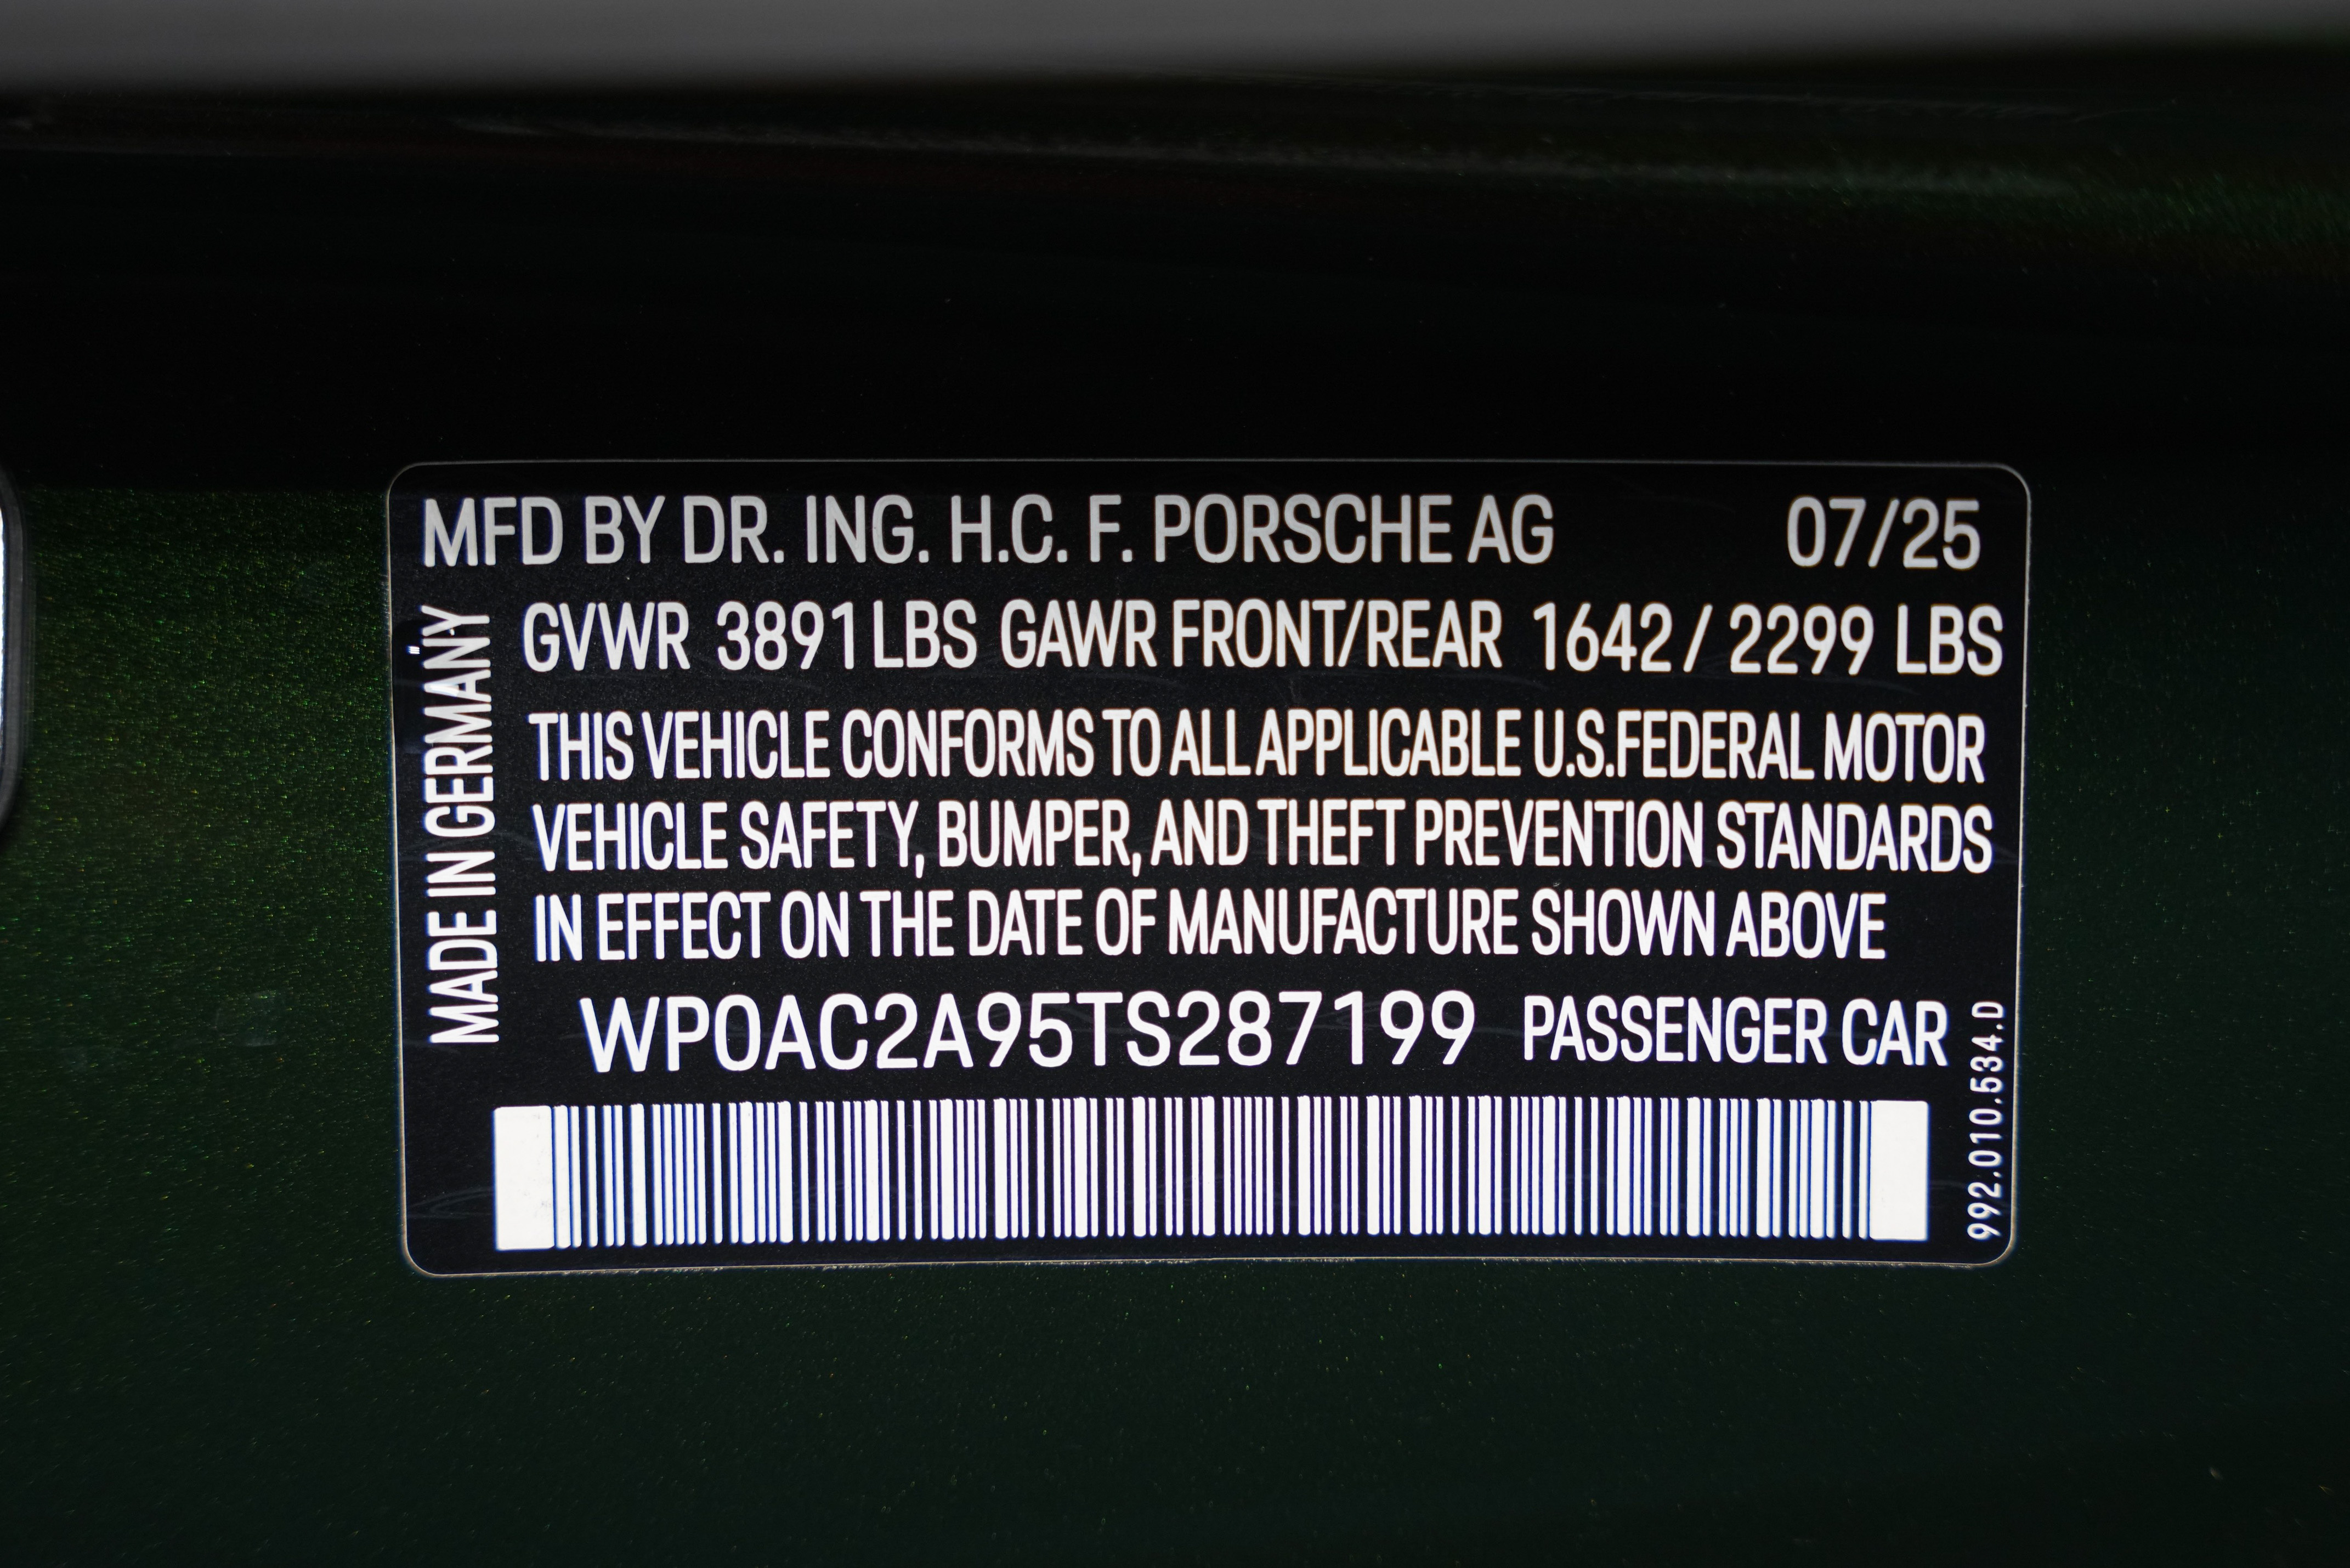 MFD BY DR. ING. H.C. F. PORSCHE AG 07/25
GVWR 3891 LBS GAWR FRONT/REAR 1642 / 2299 LBS
THIS VEHICLE CONFORMS TO ALL APPLICABLE U.S.FEDERAL MOTOR
VEHICLE SAFETY, BUMPER, AND THEFT PREVENTION STANDARDS
IN EFFECT ON THE DATE OF MANUFACTURE SHOWN ABOVE
WP0AC2A95TS287199 PASSENGER CAR
MADE IN GERMANY
992.010.534.D